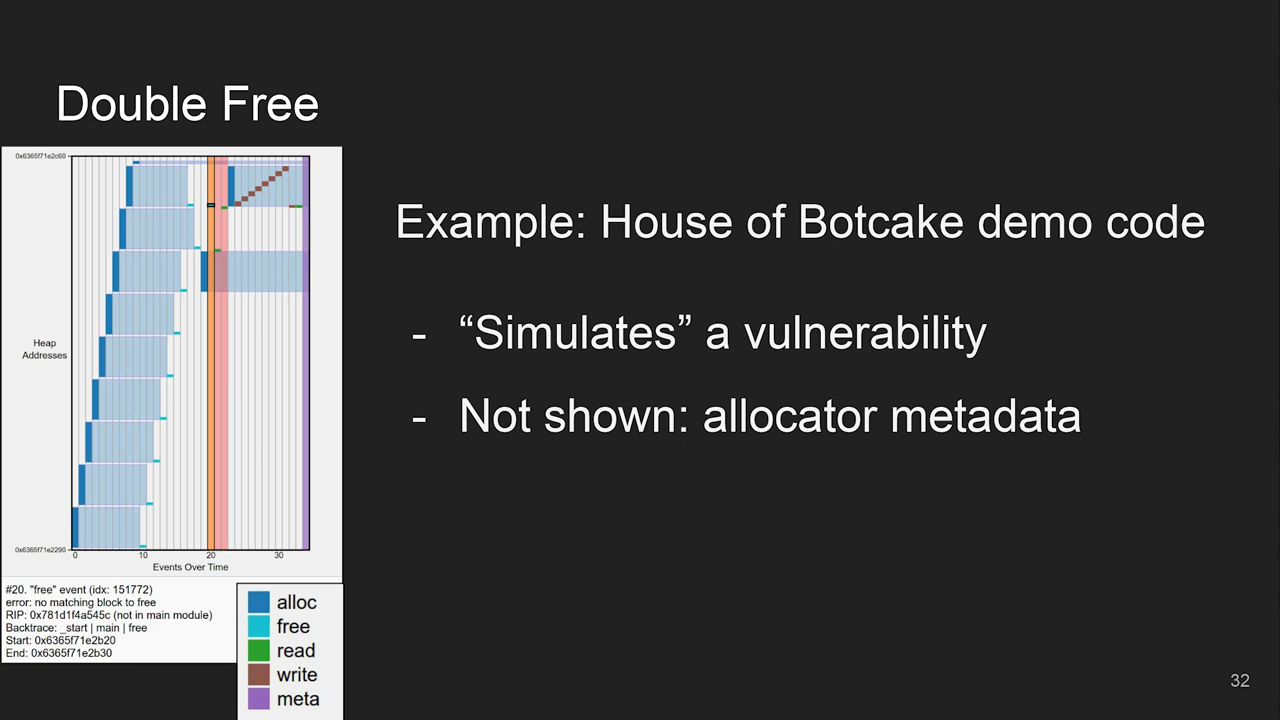 Double Free
0x6365f71e2c60
Heap
Addresses
0x6365f71e2290
0 10 20 30
Events Over Time
#20. "free" event (idx: 151772)
error: no matching block to free
RIP: 0x781d1f4a545c (not in main module)
Backtrace: _start | main | free
Start: 0x6365f71e2b20
End: 0x6365f71e2b30
alloc
free
read
write
meta
Example: House of Botcake demo code
- “Simulates” a vulnerability
- Not shown: allocator metadata
32